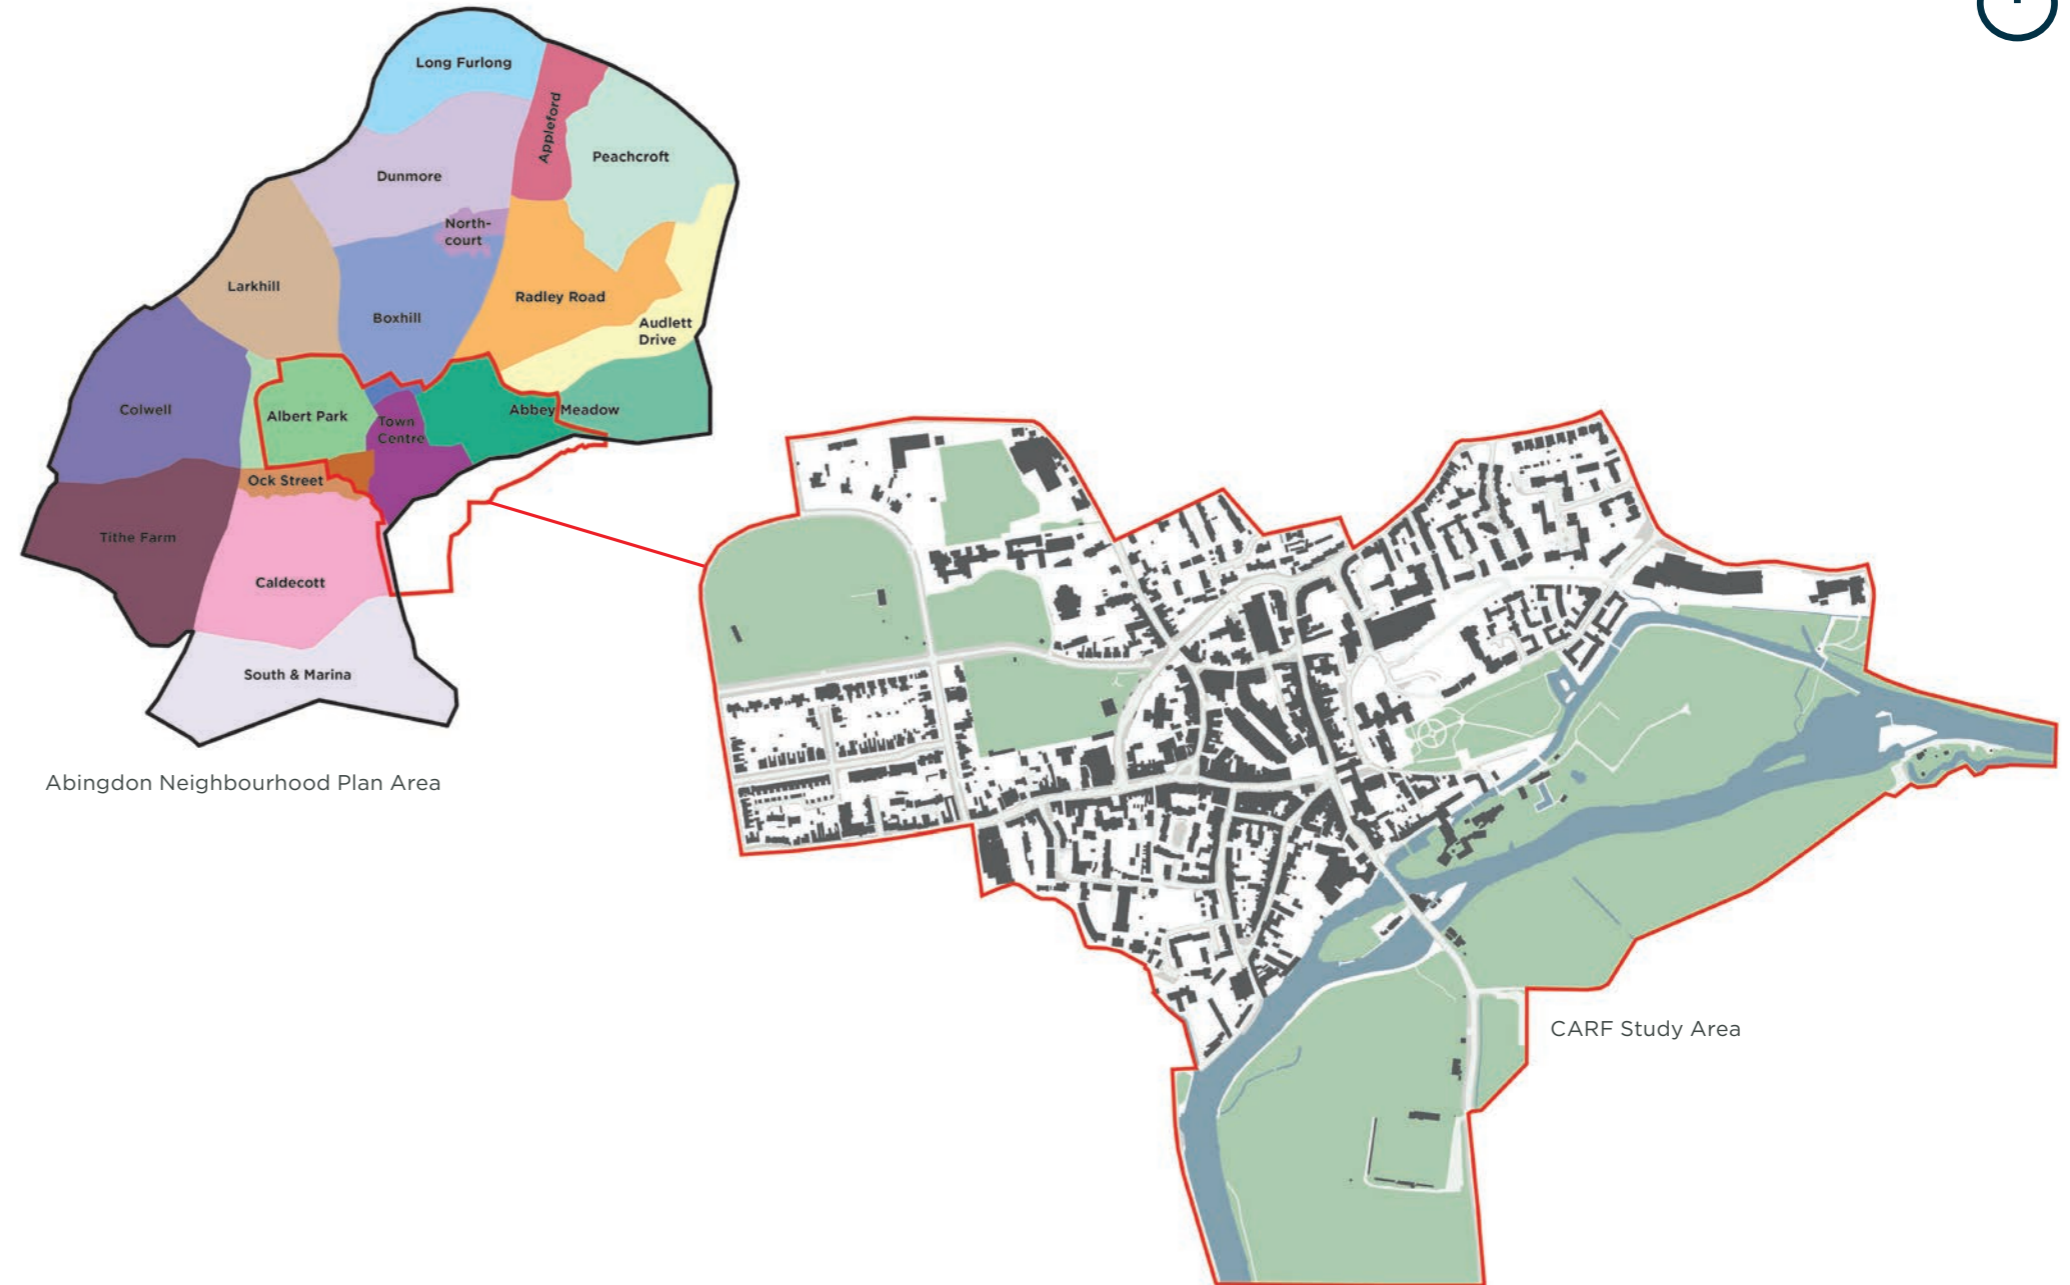 Long Furlong
Appleford
Peachcroft
Dunmore
North-
court
Larkhill
Radley Road
Boxhill
Audlett
Drive
Colwell
Albert Park
Abbey Meadow
Town
Centre
Ock Street
Tithe Farm
Caldecott
South & Marina
Abingdon Neighbourhood Plan Area
CARF Study Area